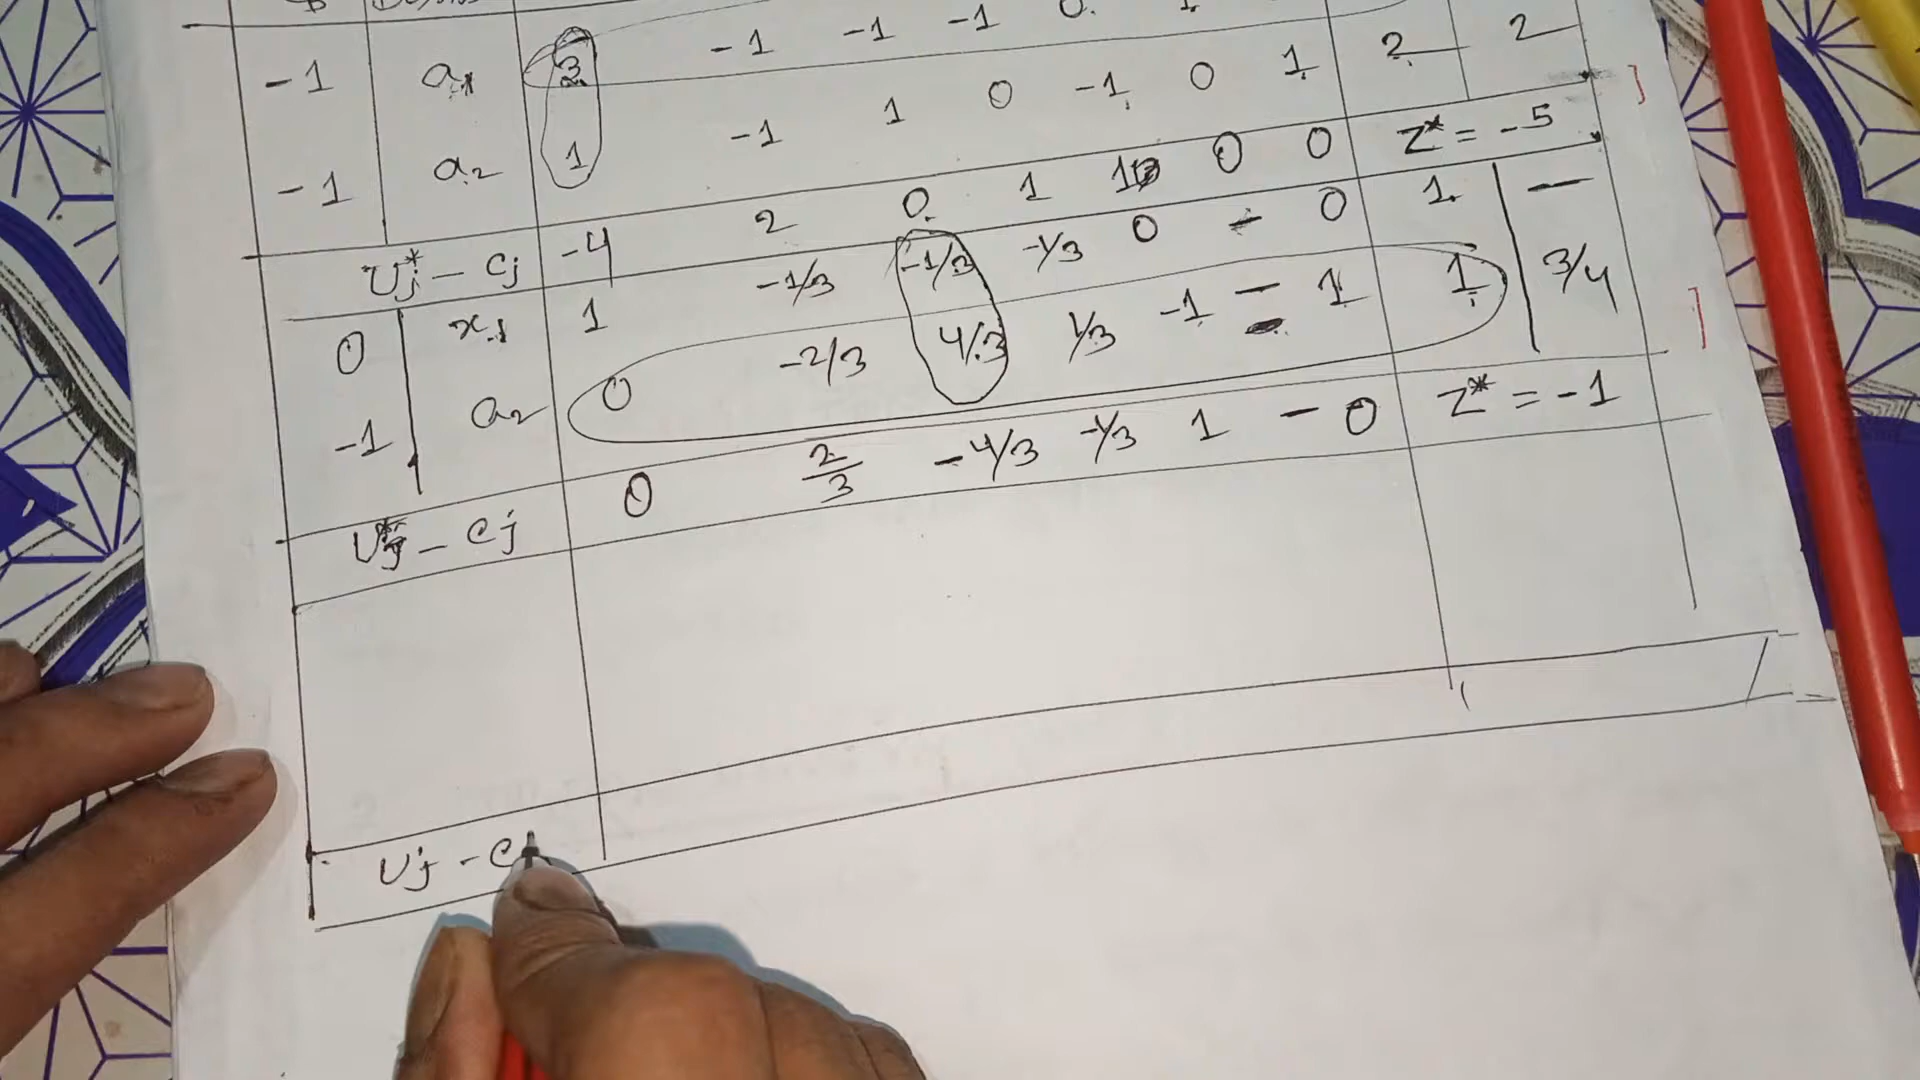 B
-1 a₁ 3 -1 -1 -1 0 1
-1 a₂ 1 -1 1 0 -1 0 1 2 2
Uj* - Cj -4 2 0 1 1 0 0 Z* = -5
0 x₁ 1 -1/3 -1/3 -1/3 0 - 0 1 —
-1 a₂ 0 -2/3 4/3 1/3 -1 - 1 1 3/4
Uj* - Cj 0 2/3 -4/3 -1/3 1 - 0 Z* = -1
Uj - C